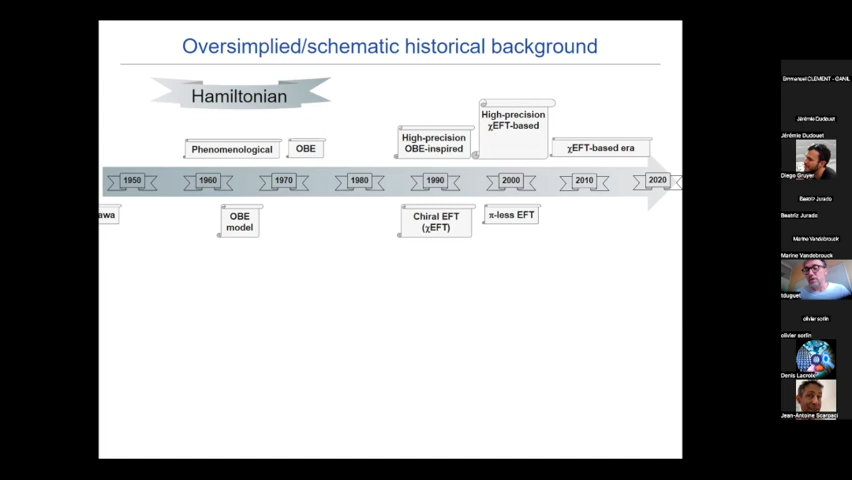 Oversimplied/schematic historical background
Hamiltonian
Phenomenological
OBE
High-precision
OBE-inspired
High-precision
χEFT-based
χEFT-based era
1950
1960
1970
1980
1990
2000
2010
2020
awa
OBE
model
Chiral EFT
(χEFT)
π-less EFT
Emmanuel CLEMENT - GANIL
Jérémie Dudouet
Jérémie Dudouet
Diego Gruyer
Beatriz Jurado
Beatriz Jurado
Marine Vandebrouck
Marine Vandebrouck
tduguet
olivier sorlin
olivier sorlin
Denis Lacroix
Jean-Antoine Scarpaci